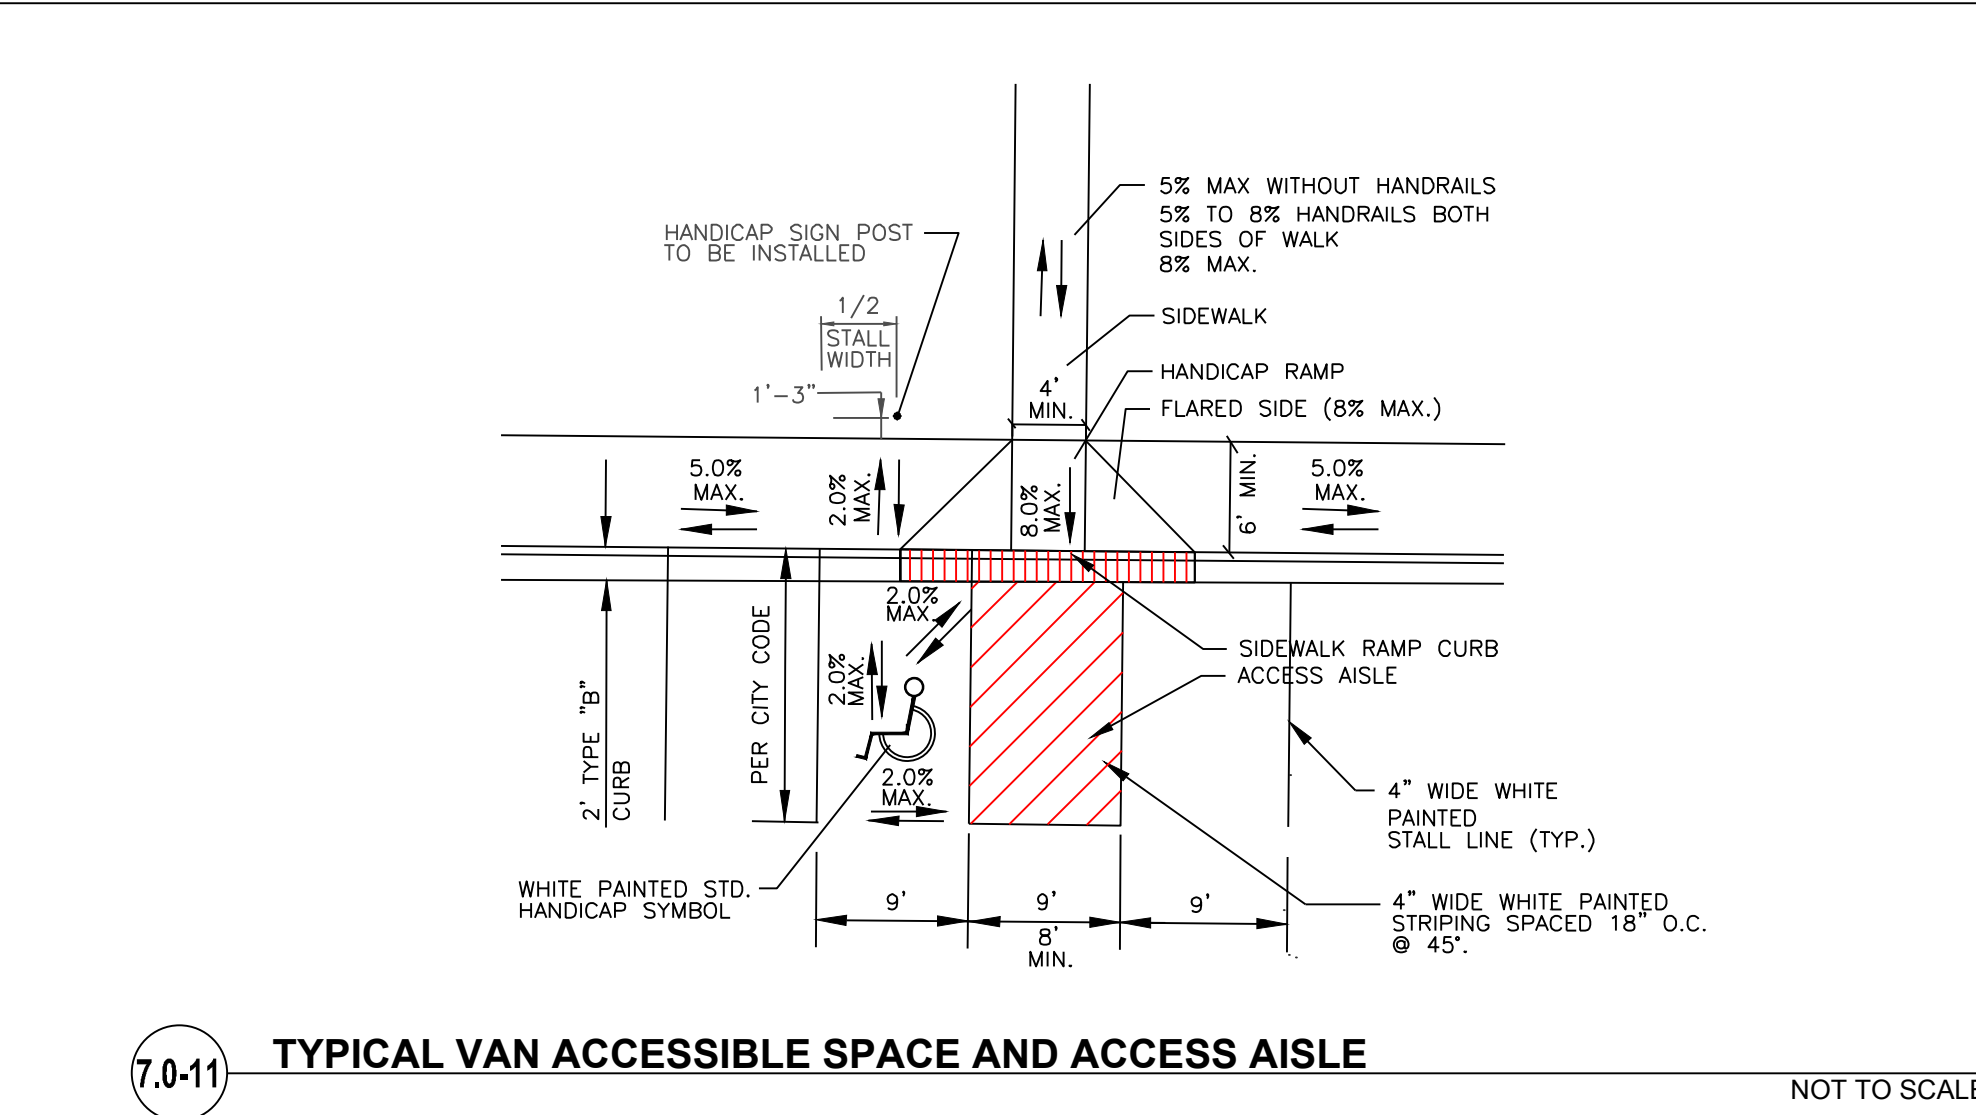 5% MAX WITHOUT HANDRAILS
5% TO 8% HANDRAILS BOTH
SIDES OF WALK
8% MAX.
HANDICAP SIGN POST
TO BE INSTALLED
1/2
STALL
WIDTH
SIDEWALK
1'-3"
4'
MIN.
HANDICAP RAMP
FLARED SIDE (8% MAX.)
5.0%
MAX.
2.0%
MAX.
8.0%
MAX.
6' MIN.
5.0%
MAX.
2.0%
MAX.
2' TYPE "B"
CURB
PER CITY CODE
2.0%
MAX.
SIDEWALK RAMP CURB
ACCESS AISLE
2.0%
MAX.
4" WIDE WHITE
PAINTED
STALL LINE (TYP.)
WHITE PAINTED STD.
HANDICAP SYMBOL
9'
9'
8'
MIN.
9'
4" WIDE WHITE PAINTED
STRIPING SPACED 18" O.C.
@ 45°.
7.0-11
TYPICAL VAN ACCESSIBLE SPACE AND ACCESS AISLE
NOT TO SCALE